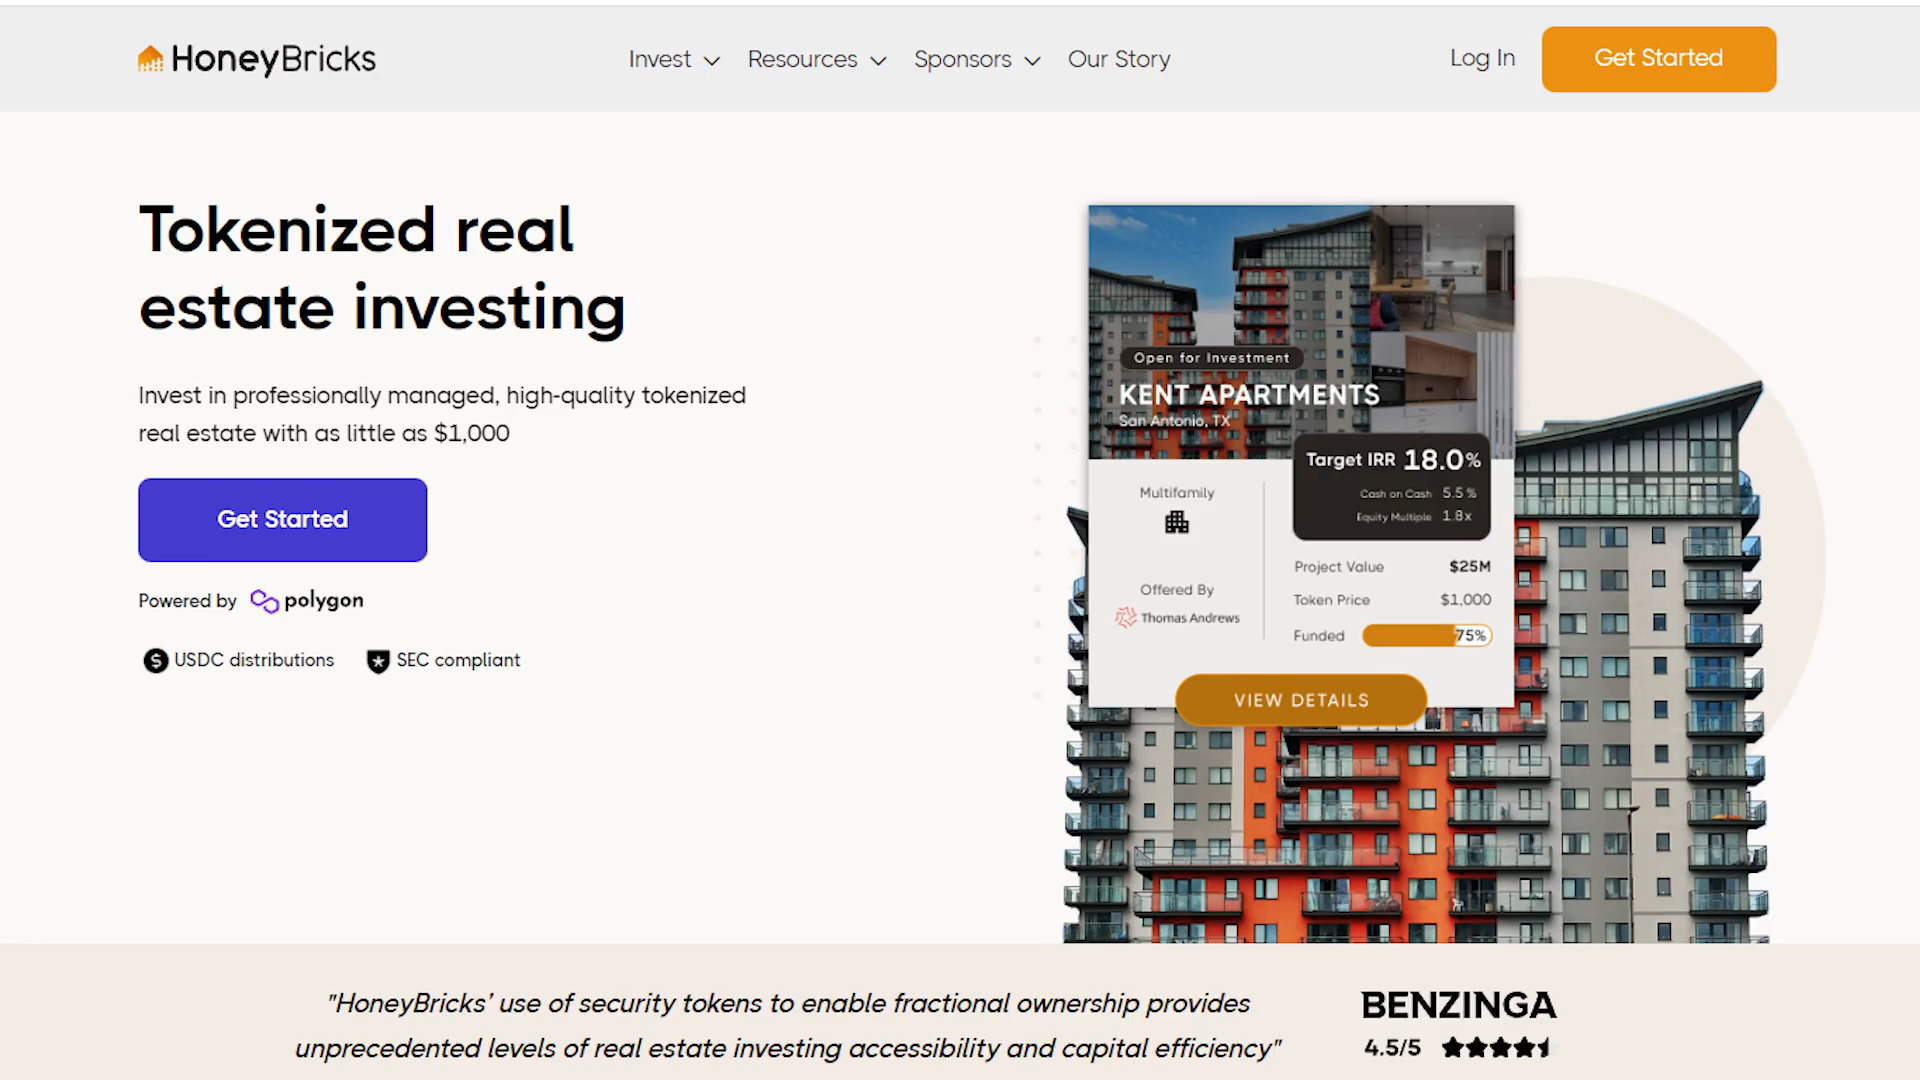 HoneyBricks
Invest
Resources
Sponsors
Our Story
Log In
Get Started
Tokenized real
estate investing
Invest in professionally managed, high-quality tokenized
real estate with as little as $1,000
Get Started
Powered by polygon
USDC distributions
SEC compliant
Open for Investment
KENT APARTMENTS
San Antonio, TX
Target IRR 18.0%
Cash on Cash 5.5%
Equity Multiple 1.8x
Multifamily
Offered By
Thomas Andrews
Project Value $25M
Token Price $1,000
Funded 75%
VIEW DETAILS
"HoneyBricks' use of security tokens to enable fractional ownership provides
unprecedented levels of real estate investing accessibility and capital efficiency"
BENZINGA
4.5/5